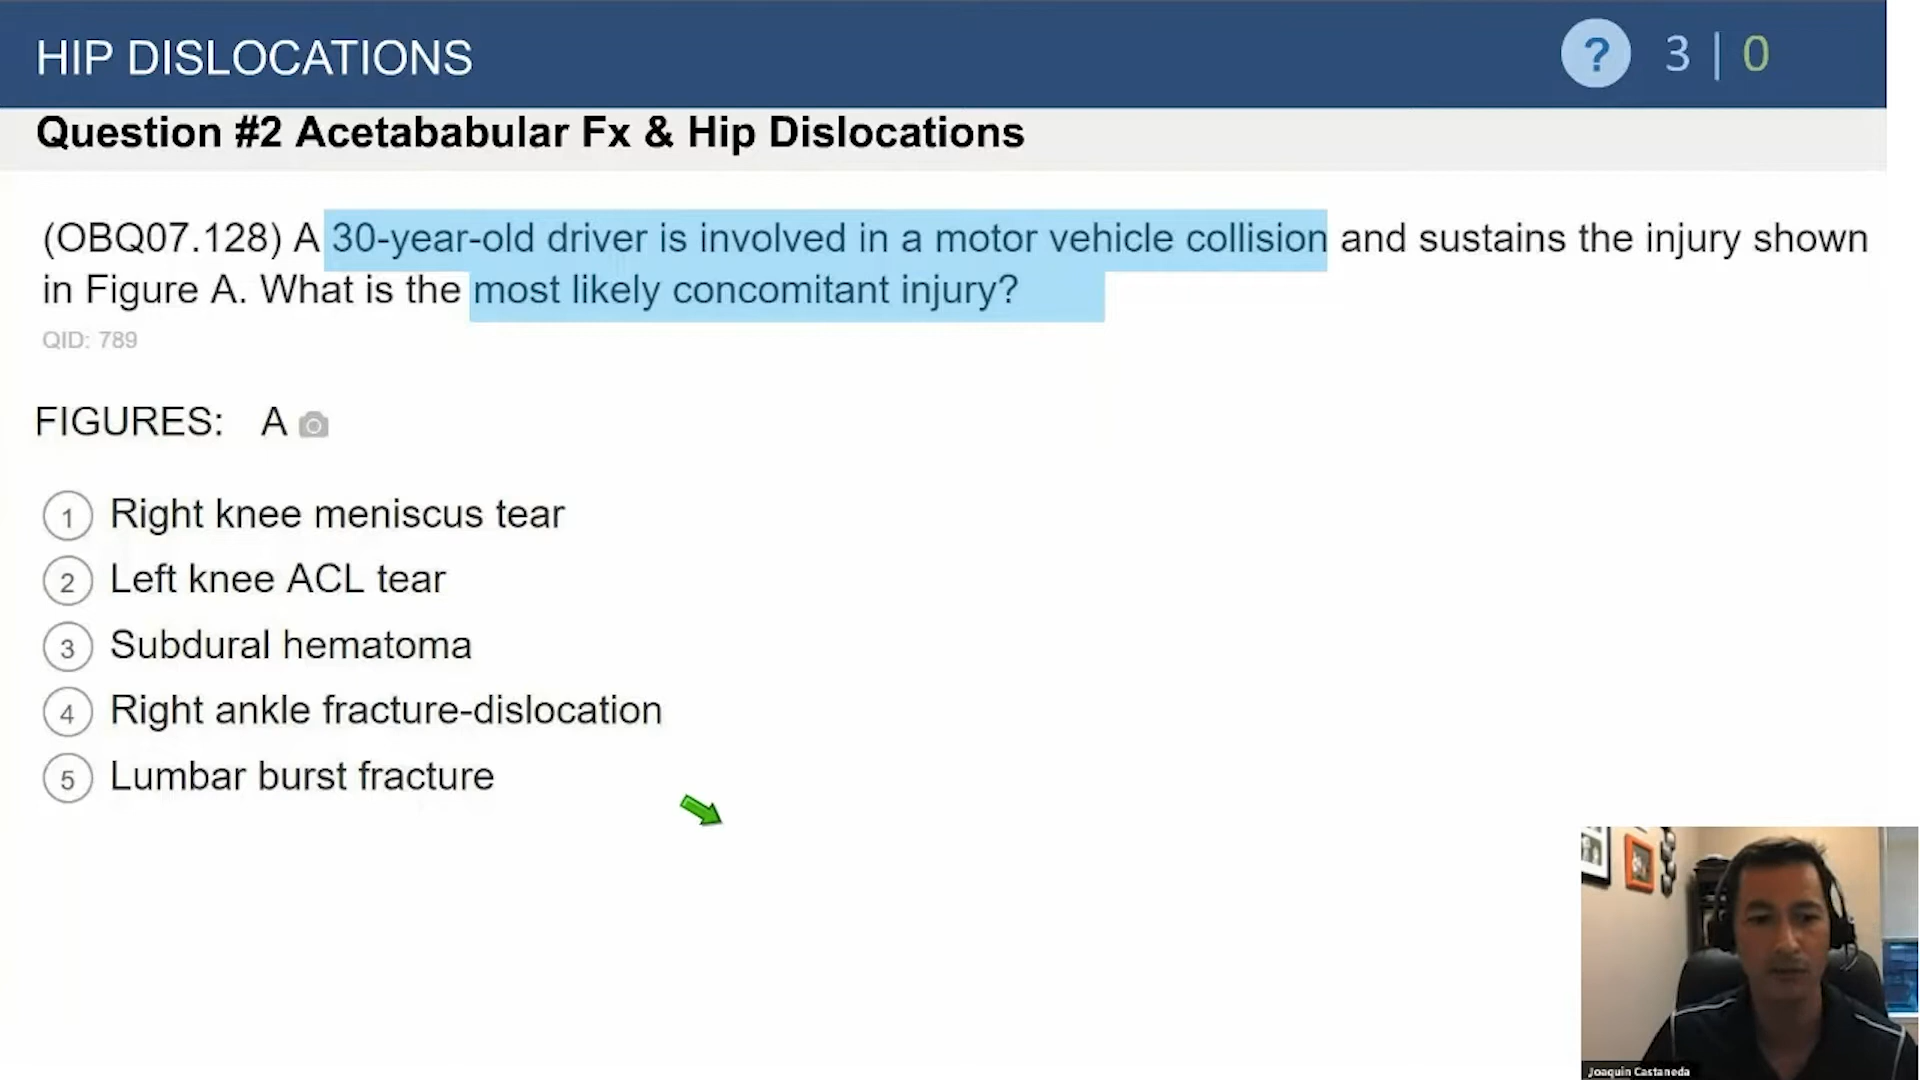 HIP DISLOCATIONS
? 3 | 0
Question #2 Acetababular Fx & Hip Dislocations
(OBQ07.128) A 30-year-old driver is involved in a motor vehicle collision and sustains the injury shown
in Figure A. What is the most likely concomitant injury?
QID: 789
FIGURES: A
1 Right knee meniscus tear
2 Left knee ACL tear
3 Subdural hematoma
4 Right ankle fracture-dislocation
5 Lumbar burst fracture
Joaquin Castaneda